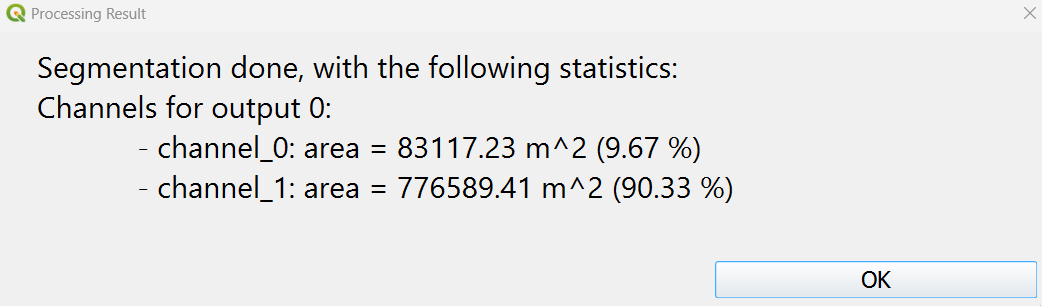 Processing Result
Segmentation done, with the following statistics:
Channels for output 0:
- channel_0: area = 83117.23 m^2 (9.67 %)
- channel_1: area = 776589.41 m^2 (90.33 %)
OK